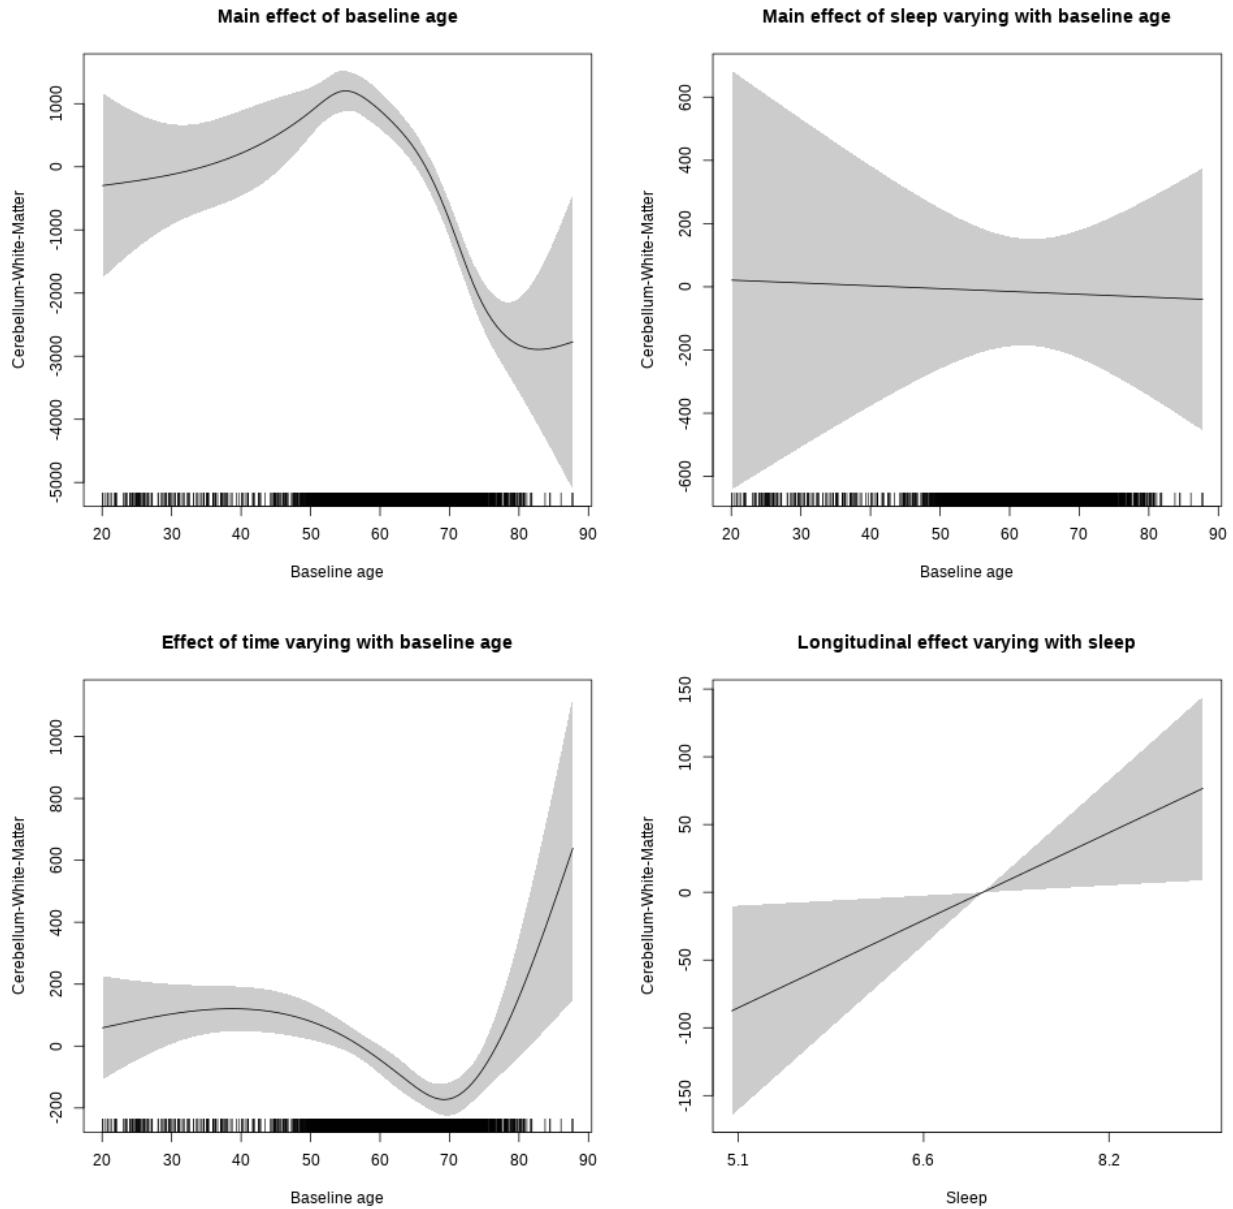 Main effect of baseline age
Cerebellum-White-Matter
1000
0
-1000
-2000
-3000
-4000
-5000
20 30 40 50 60 70 80 90
Baseline age
Main effect of sleep varying with baseline age
Cerebellum-White-Matter
600
400
200
0
-200
-400
-600
20 30 40 50 60 70 80 90
Baseline age
Effect of time varying with baseline age
Cerebellum-White-Matter
1000
800
600
400
200
0
-200
20 30 40 50 60 70 80 90
Baseline age
Longitudinal effect varying with sleep
Cerebellum-White-Matter
150
100
50
0
-50
-100
-150
5.1 6.6 8.2
Sleep